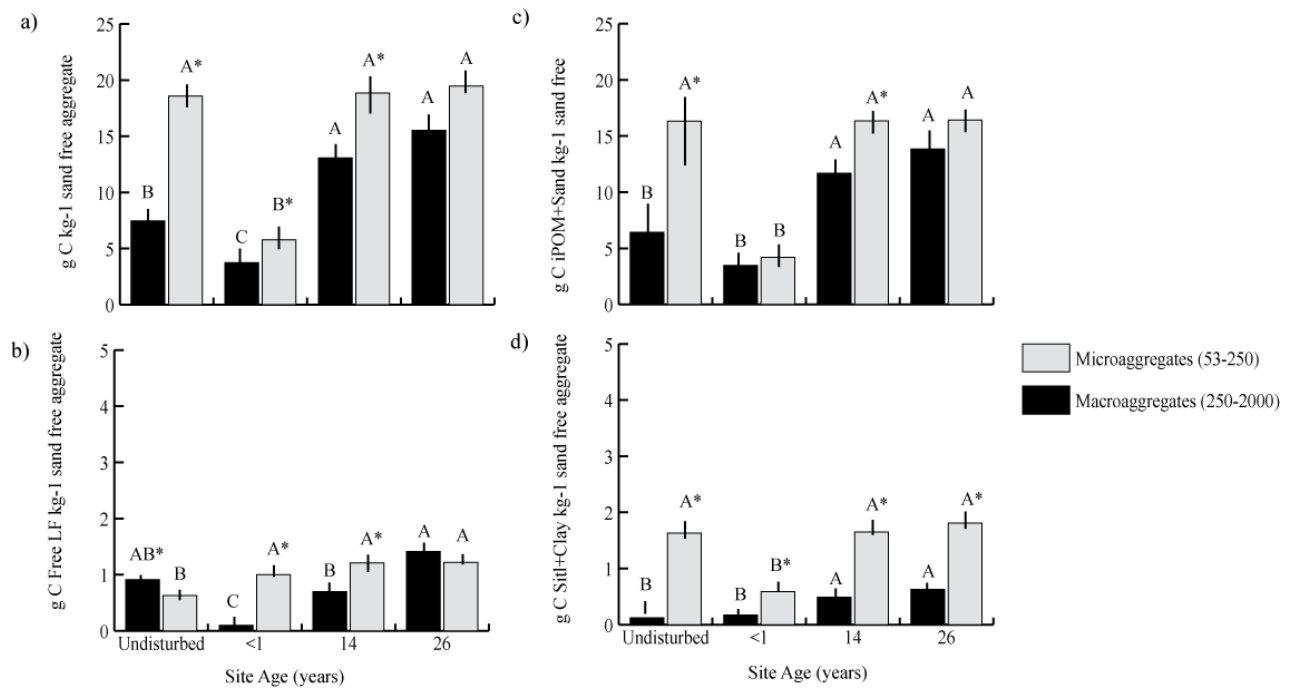 a)
g C kg-1 sand free aggregate
25
20
15
10
5
0
B
A*
C
B*
A
A*
A
A
c)
g C iPOM+Sand kg-1 sand free
25
20
15
10
5
0
B
A*
B
B
A
A*
A
A
b)
g C Free LF kg-1 sand free aggregate
5
4
3
2
1
0
AB*
B
C
A*
B
A*
A
A
Undisturbed <1 14 26
Site Age (years)
d)
g C Sitl+Clay kg-1 sand free aggregate
5
4
3
2
1
0
B
A*
B
B*
A
A*
A
A*
Undisturbed <1 14 26
Site Age (years)
Microaggregates (53-250)
Macroaggregates (250-2000)